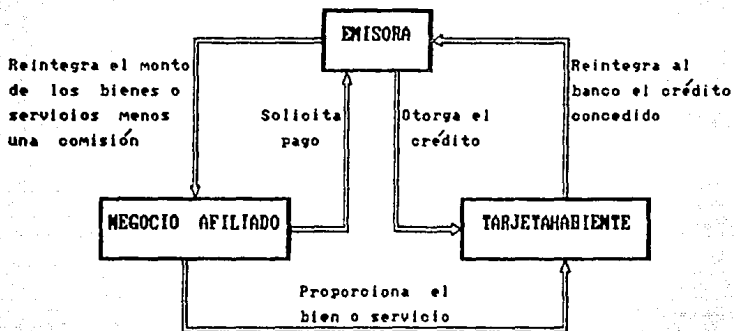 EMISORA
Reintegra el monto
de los bienes o
servicios menos
una comisión
Solicita
pago
Otorga el
crédito
Reintegra al
banco el crédito
concedido
NEGOCIO AFILIADO
TARJETAHABIENTE
Proporciona el
bien o servicio